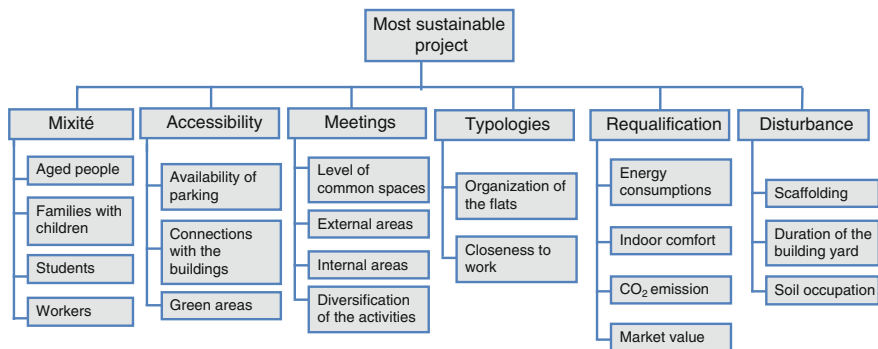 Most sustainable
project
Mixité
Aged people
Families with
children
Students
Workers
Accessibility
Availability of
parking
Connections
with the
buildings
Green areas
Meetings
Level of
common spaces
External areas
Internal areas
Diversification
of the activities
Typologies
Organization of
the flats
Closeness to
work
Requalification
Energy
consumptions
Indoor comfort
CO₂ emission
Market value
Disturbance
Scaffolding
Duration of the
building yard
Soil occupation